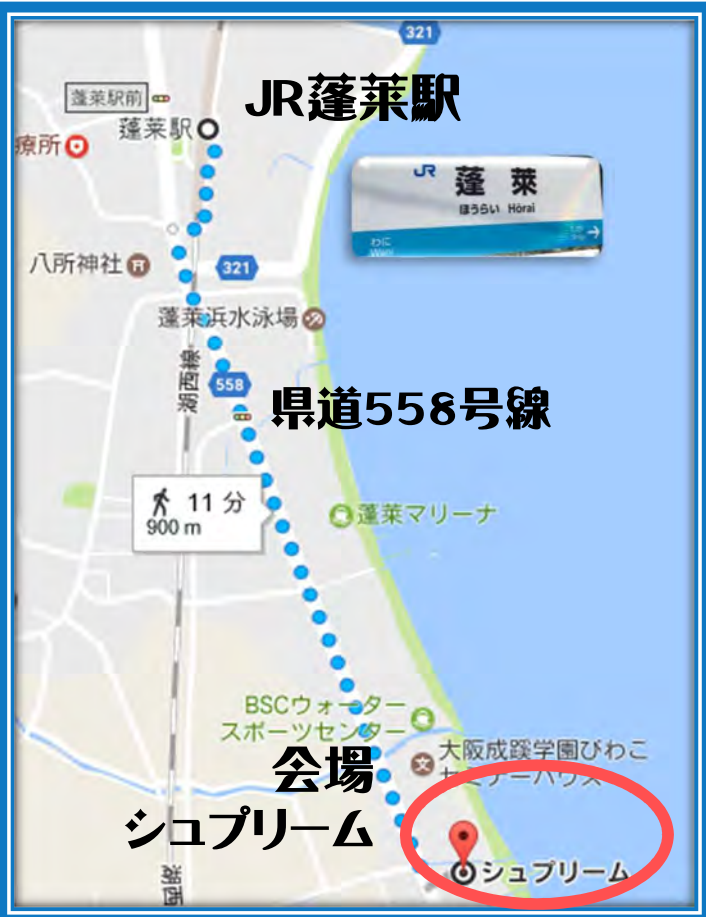 321
JR蓬莱駅
蓬莱駅前
蓬莱駅
療所
JR 蓬莱
ほうらい Hōrai
わに
Wani
八所神社
321
蓬莱浜水泳場
湖西線
558
県道558号線
11 分
900 m
蓬莱マリーナ
BSCウォーター
スポーツセンター
大阪成蹊学園びわこ
セミナーハウス
会場
シュプリーム
シュプリーム
湖西